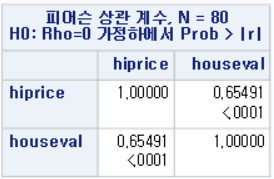 피어슨 상관 계수, N = 80
H0: Rho=0 가정하에서 Prob > |r|
hiprice houseval
hiprice 1,00000 0,65491
<,0001
houseval 0,65491 1,00000
<,0001